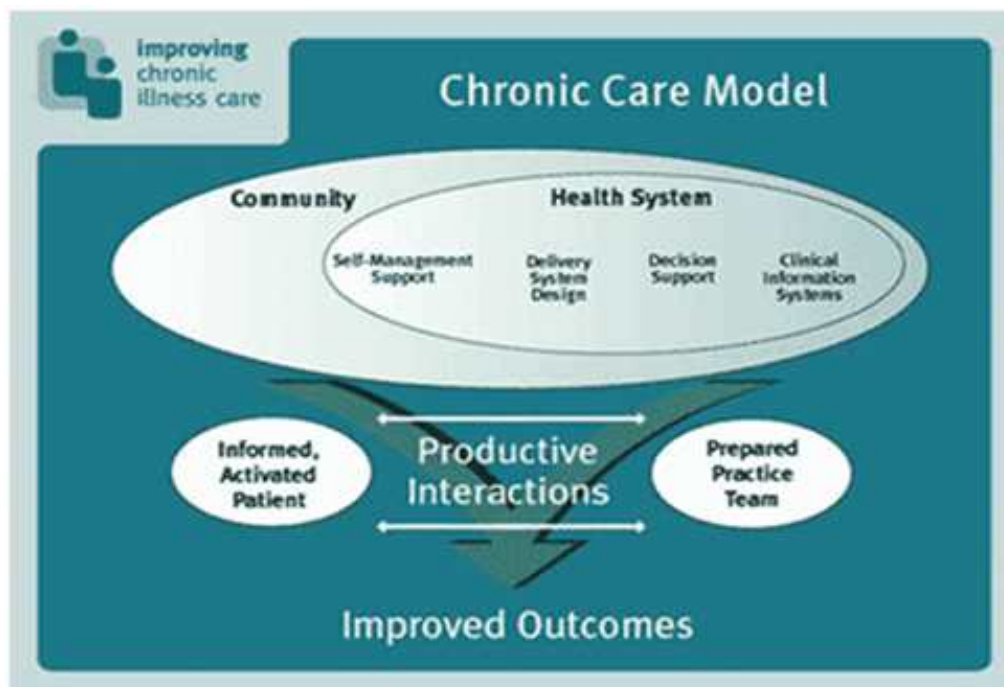 improving
chronic
illness care
Chronic Care Model
Community
Health System
Self-Management
Support
Delivery
System
Design
Decision
Support
Clinical
Information
Systems
Informed,
Activated
Patient
Productive
Interactions
Prepared
Practice
Team
Improved Outcomes